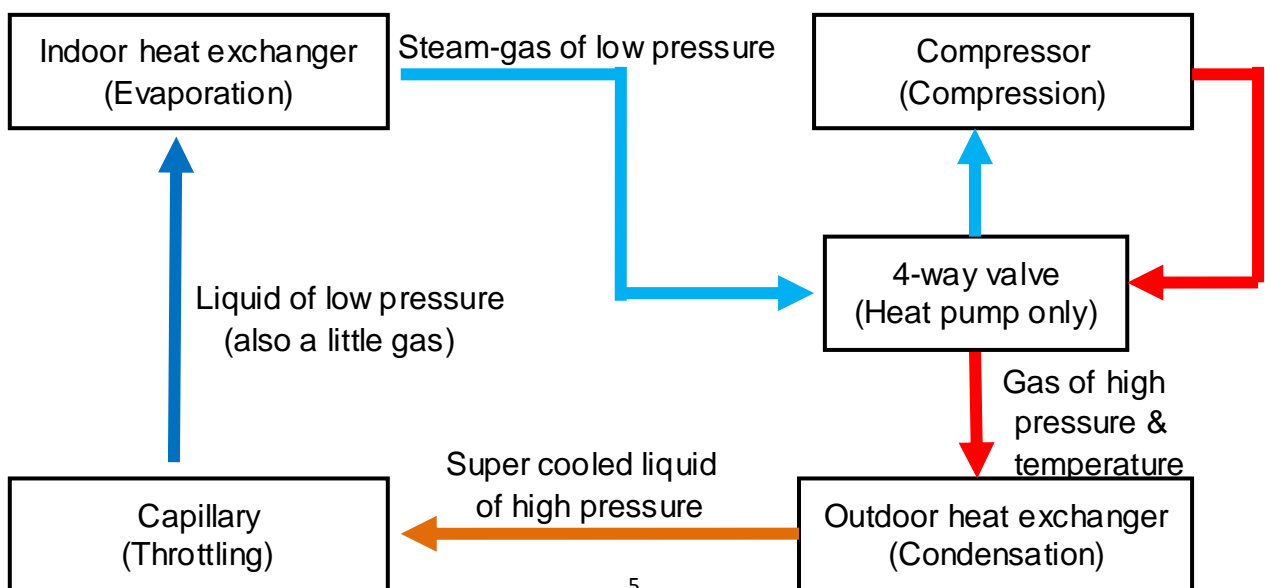 Indoor heat exchanger
(Evaporation)
Steam-gas of low pressure
Compressor
(Compression)
4-way valve
(Heat pump only)
Liquid of low pressure
(also a little gas)
Gas of high
pressure &
temperature
Super cooled liquid
of high pressure
Capillary
(Throttling)
Outdoor heat exchanger
(Condensation)
5